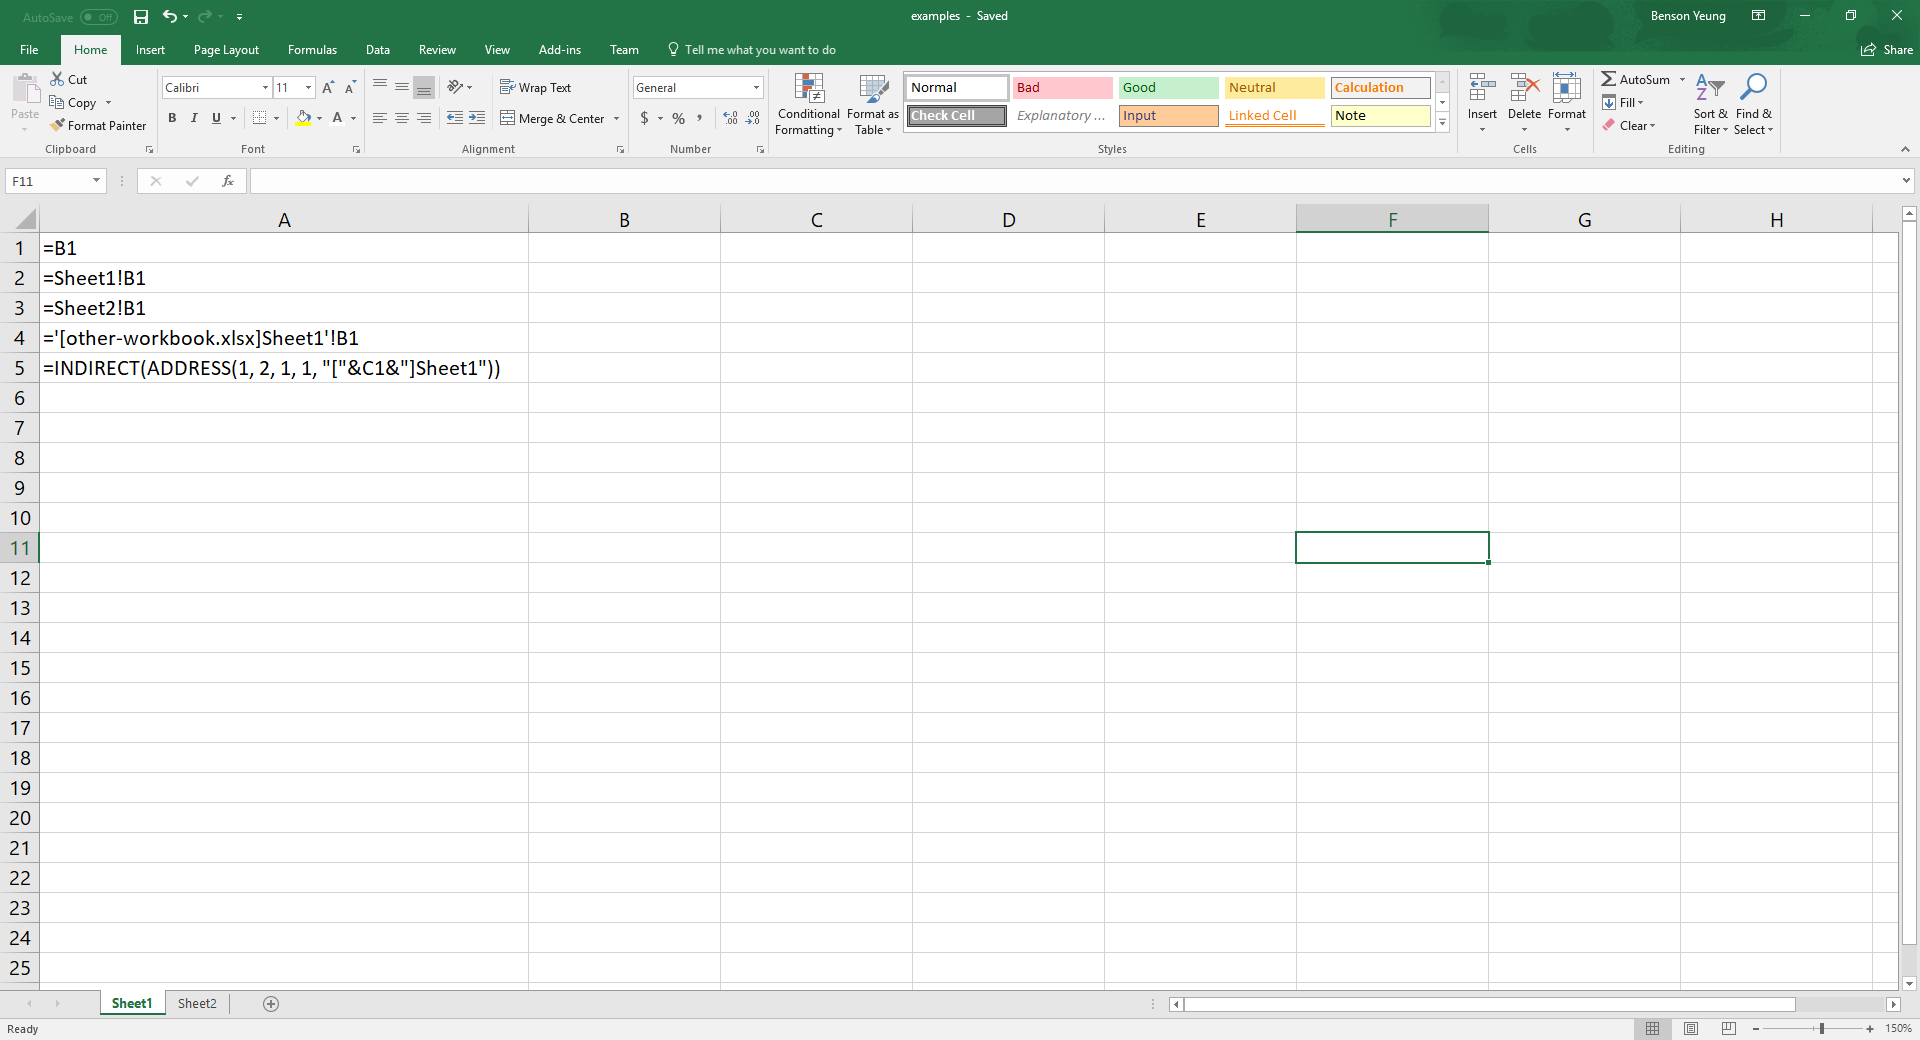 AutoSave Off
examples - Saved
Benson Yeung
File Home Insert Page Layout Formulas Data Review View Add-ins Team Tell me what you want to do Share
Paste
Cut
Copy
Format Painter
Clipboard
Calibri 11
B I U
Font
Wrap Text
Merge & Center
Alignment
General
$ % ,
Number
Conditional Formatting
Format as Table
Normal Bad Good Neutral Calculation
Check Cell Explanatory ... Input Linked Cell Note
Styles
Insert Delete Format
Cells
AutoSum
Fill
Clear
Sort & Filter
Find & Select
Editing
F11
fx
A B C D E F G H
1 =B1
2 =Sheet1!B1
3 =Sheet2!B1
4 ='[other-workbook.xlsx]Sheet1'!B1
5 =INDIRECT(ADDRESS(1, 2, 1, 1, "["&C1&"]Sheet1"))
6
7
8
9
10
11
12
13
14
15
16
17
18
19
20
21
22
23
24
25
Sheet1 Sheet2
Ready
150%